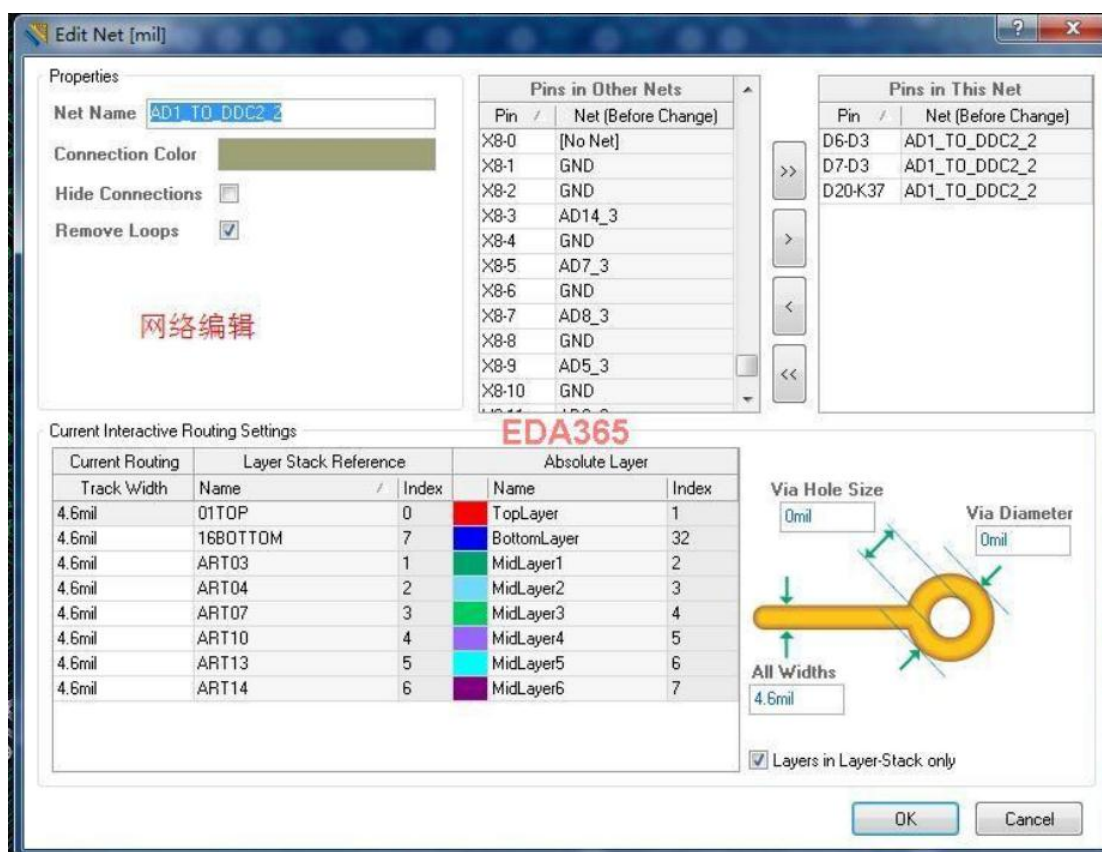 Edit Net [mil]
Properties
Net Name AD1_TO_DDC2_2
Connection Color
Hide Connections
Remove Loops
网络编辑
Pins in Other Nets
Pin Net (Before Change)
X8-0 [No Net]
X8-1 GND
X8-2 GND
X8-3 AD14_3
X8-4 GND
X8-5 AD7_3
X8-6 GND
X8-7 AD8_3
X8-8 GND
X8-9 AD5_3
X8-10 GND
>>
>
<
<<
Pins in This Net
Pin Net (Before Change)
D6-D3 AD1_TO_DDC2_2
D7-D3 AD1_TO_DDC2_2
D20-K37 AD1_TO_DDC2_2
EDA365
Current Interactive Routing Settings
Current Routing Layer Stack Reference Absolute Layer
Track Width Name Index Name Index
4.6mil 01TOP 0 TopLayer 1
4.6mil 16BOTTOM 7 BottomLayer 32
4.6mil ART03 1 MidLayer1 2
4.6mil ART04 2 MidLayer2 3
4.6mil ART07 3 MidLayer3 4
4.6mil ART10 4 MidLayer4 5
4.6mil ART13 5 MidLayer5 6
4.6mil ART14 6 MidLayer6 7
Via Hole Size
0mil
Via Diameter
0mil
All Widths
4.6mil
Layers in Layer-Stack only
OK Cancel